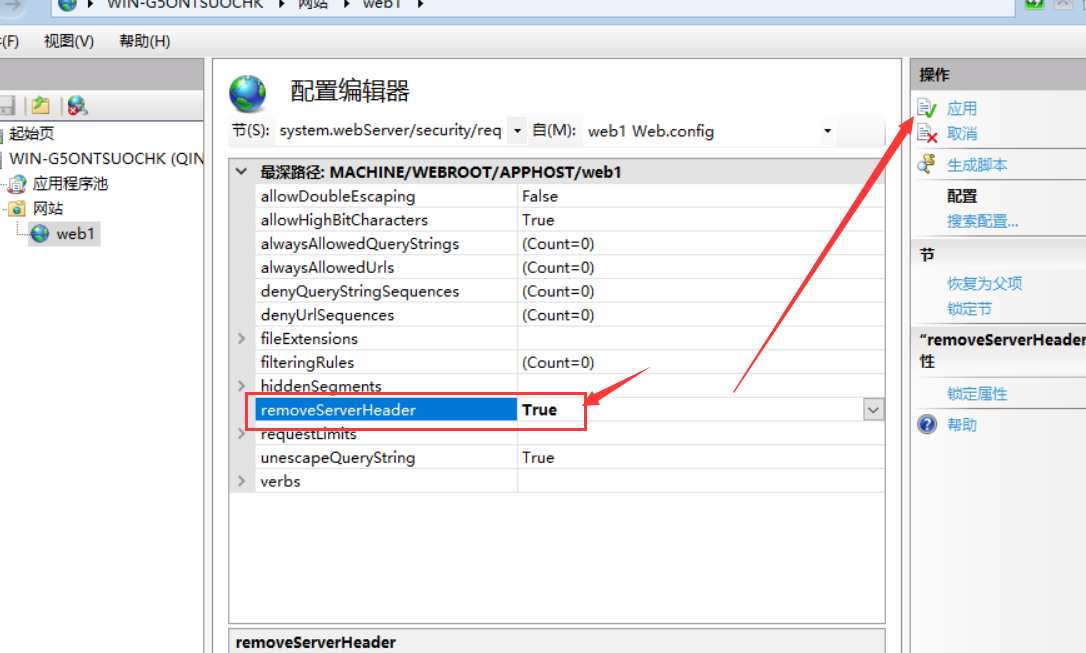 WIN-G5ONTSUOCHK 网站 web1
(F) 视图(V) 帮助(H)
起始页
WIN-G5ONTSUOCHK (QIN
应用程序池
网站
web1
配置编辑器
节(S): system.webServer/security/req 自(M): web1 Web.config
最深路径: MACHINE/WEBROOT/APPHOST/web1
allowDoubleEscaping False
allowHighBitCharacters True
alwaysAllowedQueryStrings (Count=0)
alwaysAllowedUrls (Count=0)
denyQueryStringSequences (Count=0)
denyUrlSequences (Count=0)
fileExtensions
filteringRules (Count=0)
hiddenSegments
removeServerHeader True
requestLimits
unescapeQueryString True
verbs
removeServerHeader
操作
应用
取消
生成脚本
配置
搜索配置...
节
恢复为父项
锁定节
“removeServerHeader
性
锁定属性
帮助